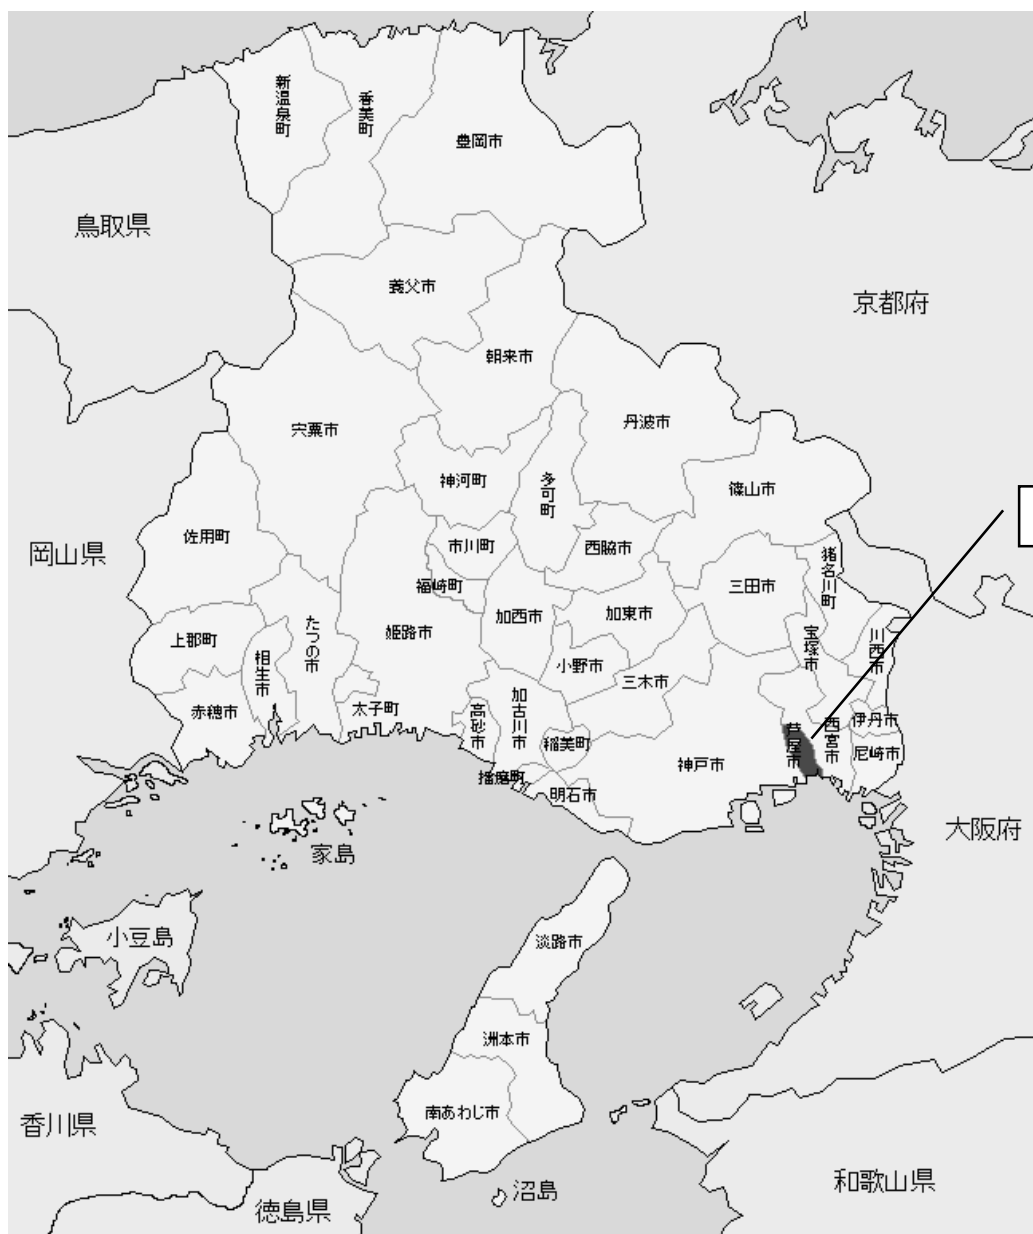 新温泉町
香美町
豊岡市
鳥取県
養父市
京都府
朝来市
宍粟市
丹波市
神河町
多可町
篠山市
佐用町
岡山県
市川町
西脇市
猪名川町
福崎町
三田市
加西市
加東市
上郡町
たつの市
姫路市
宝塚市
川西市
相生市
小野市
三木市
赤穂市
太子町
高砂市
加古川市
稲美町
神戸市
芦屋市
西宮市
伊丹市
尼崎市
播磨町
明石市
大阪府
家島
小豆島
淡路市
洲本市
南あわじ市
香川県
沼島
和歌山県
徳島県